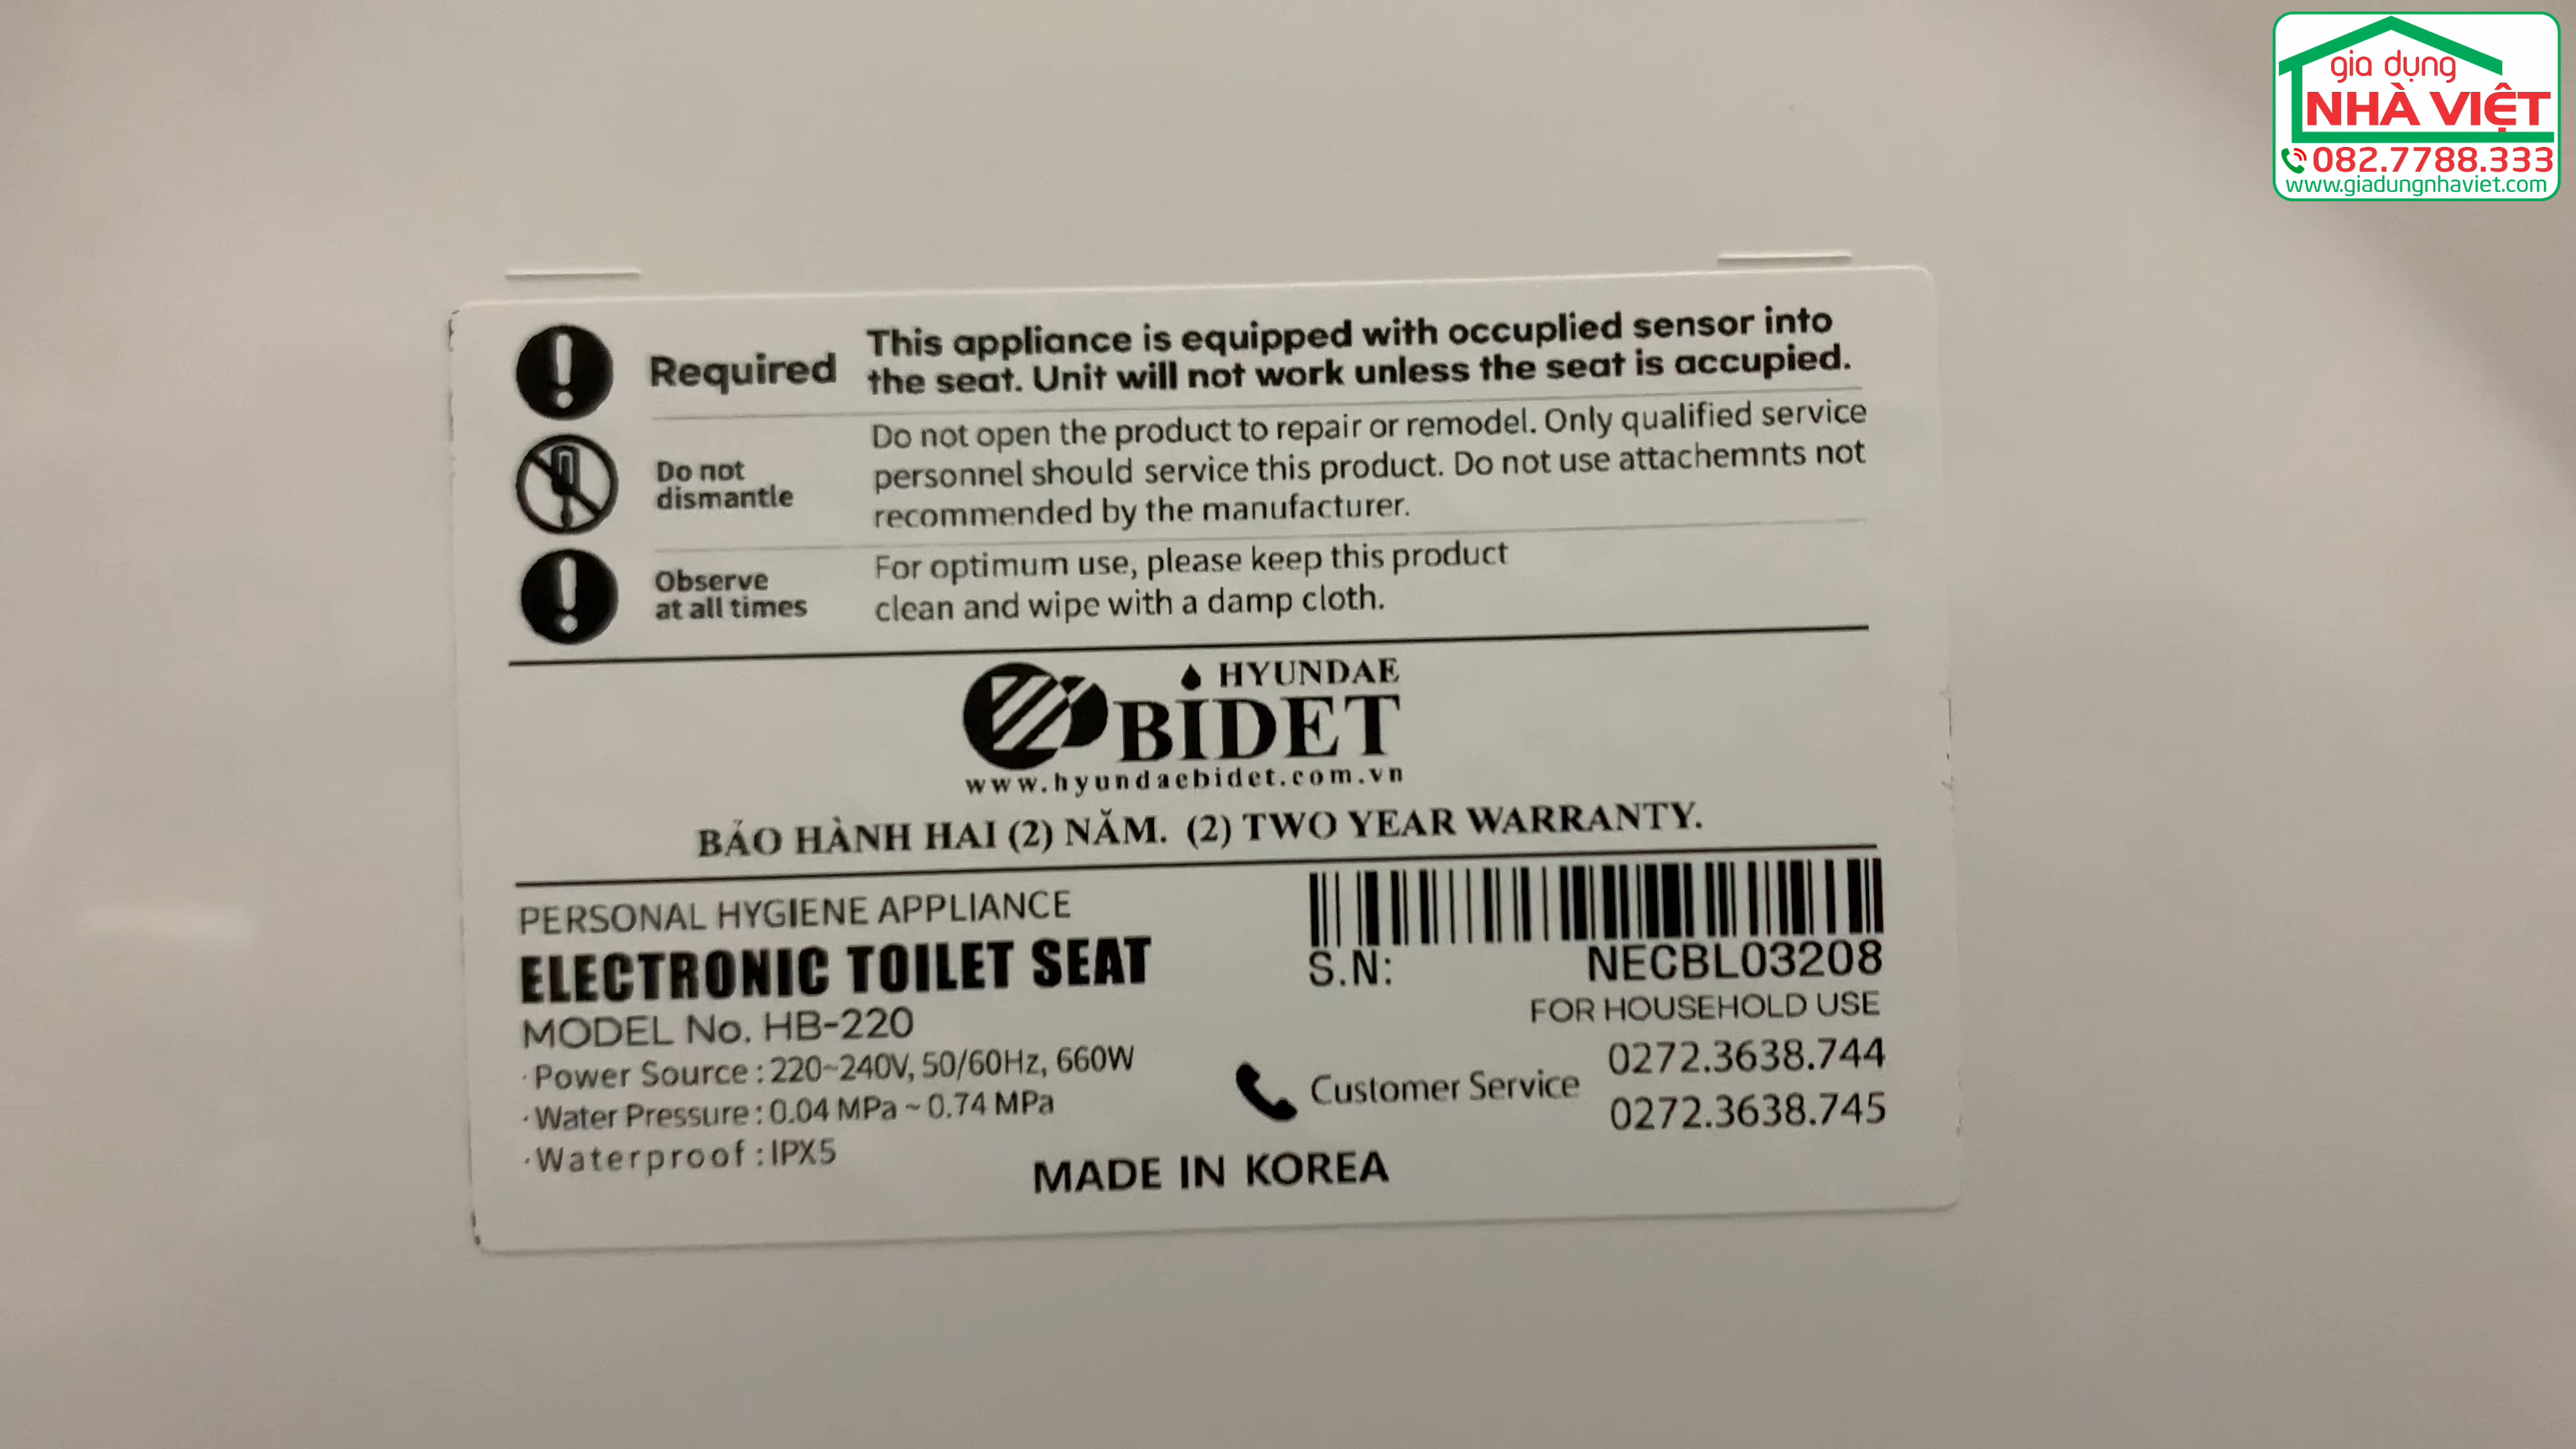 gia dụng
NHÀ VIỆT
082.7788.333
www.giadungnhaviet.com
Required
This appliance is equipped with occuplied sensor into
the seat. Unit will not work unless the seat is accupied.
Do not
dismantle
Do not open the product to repair or remodel. Only qualified service
personnel should service this product. Do not use attachemnts not
recommended by the manufacturer.
Observe
at all times
For optimum use, please keep this product
clean and wipe with a damp cloth.
HYUNDAE
BIDET
www.hyundaebidet.com.vn
BẢO HÀNH HAI (2) NĂM. (2) TWO YEAR WARRANTY.
PERSONAL HYGIENE APPLIANCE
ELECTRONIC TOILET SEAT
MODEL No. HB-220
· Power Source : 220~240V, 50/60Hz, 660W
· Water Pressure : 0.04 MPa ~ 0.74 MPa
· Waterproof : IPX5
S.N: NECBL03208
FOR HOUSEHOLD USE
Customer Service
0272.3638.744
0272.3638.745
MADE IN KOREA